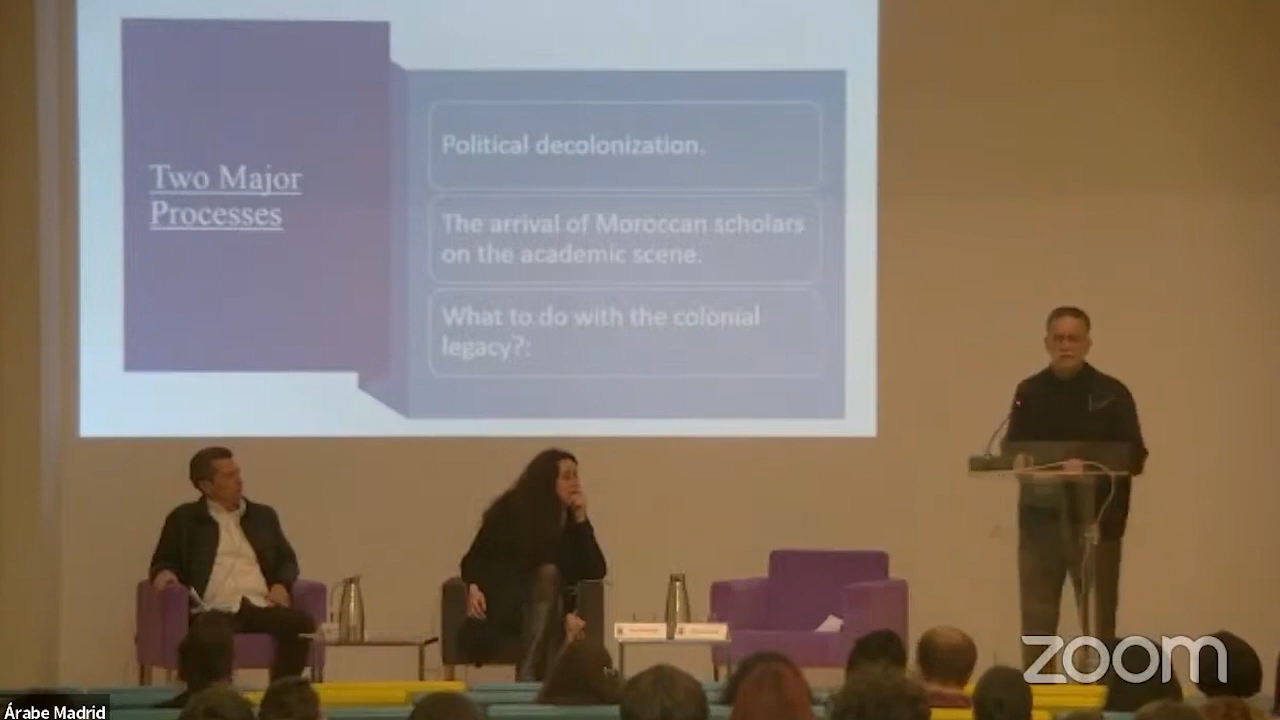 Two Major
Processes
Political decolonization.
The arrival of Moroccan scholars
on the academic scene.
What to do with the colonial
legacy?:
zoom
Árabe Madrid